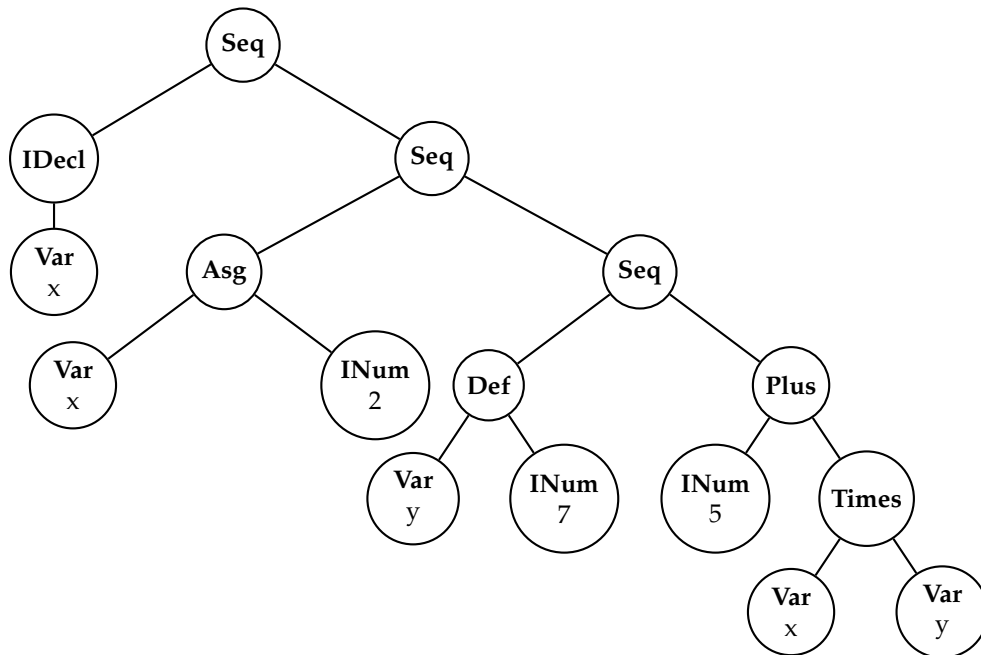 Seq
IDecl
Seq
Var
x
Asg
Seq
Var
x
INum
2
Def
Plus
Var
y
INum
7
INum
5
Times
Var
x
Var
y